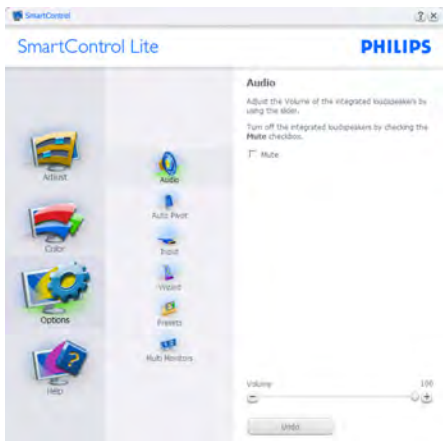 SmartControl
SmartControl Lite
PHILIPS
Adjust
Color
Options
Help
Audio
Auto Pivot
Input
Vinput
Presets
Multi Monitors
Audio
Adjust the Volume of the integrated loudspeakers by
using the slider.
Turn off the integrated loudspeakers by checking the
Mute checkbox.
Mute
Volume
100
Undo